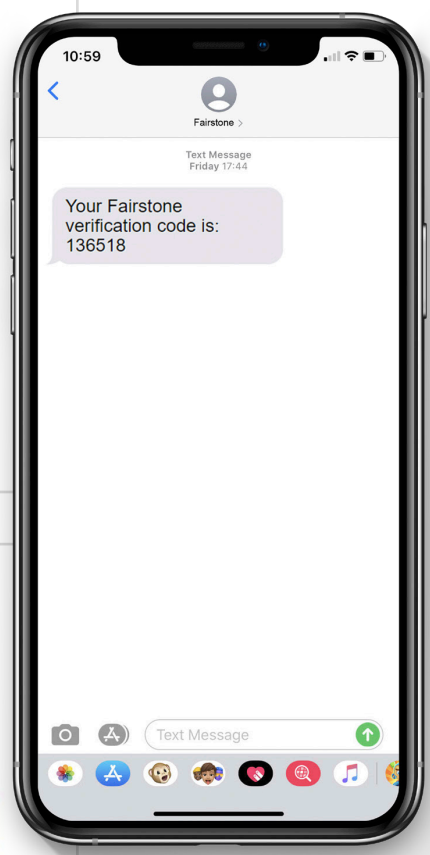 10:59
Fairstone >
Text Message
Friday 17:44
Your Fairstone
verification code is:
136518
Text Message